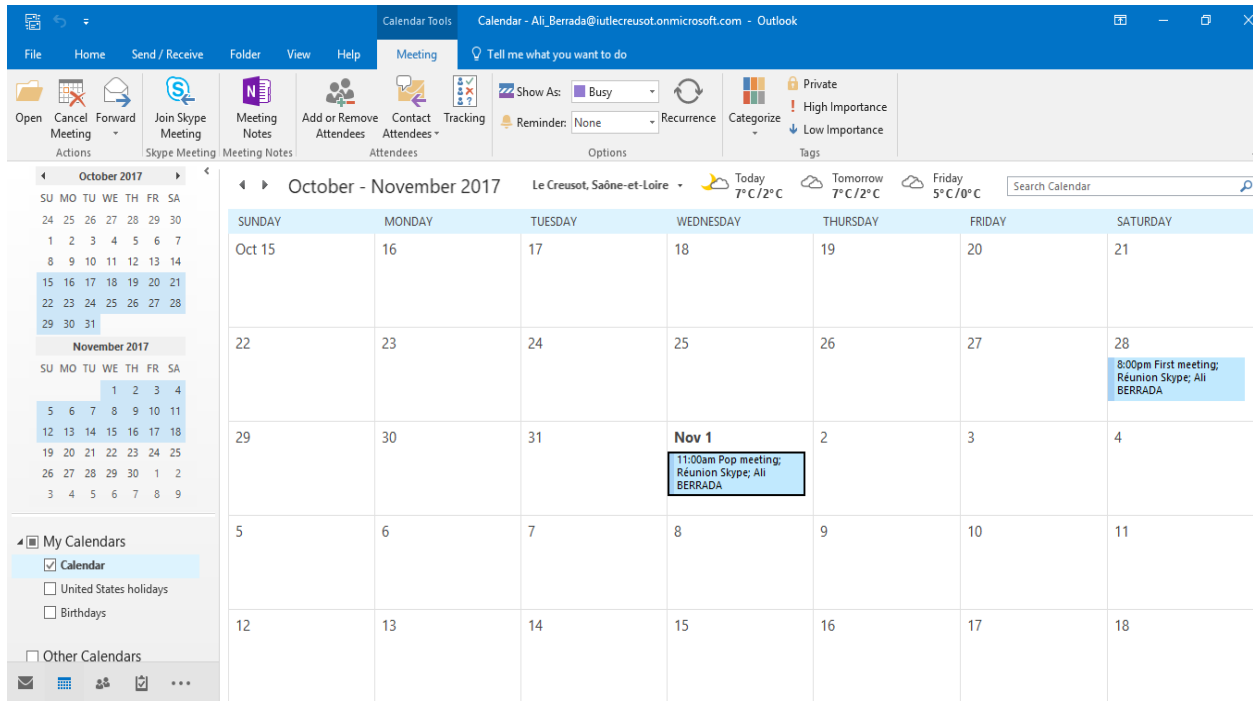 Calendar Tools Calendar - Ali_Berrada@iutlecreusot.onmicrosoft.com - Outlook
File Home Send / Receive Folder View Help Meeting Tell me what you want to do
Open Cancel Meeting Forward
Join Skype Meeting
Meeting Notes
Add or Remove Attendees Contact Attendees Tracking
Show As: Busy
Reminder: None
Recurrence
Categorize
Private
High Importance
Low Importance
Actions Skype Meeting Meeting Notes Attendees Options Tags
October 2017
SU MO TU WE TH FR SA
24 25 26 27 28 29 30
1 2 3 4 5 6 7
8 9 10 11 12 13 14
15 16 17 18 19 20 21
22 23 24 25 26 27 28
29 30 31
November 2017
SU MO TU WE TH FR SA
1 2 3 4
5 6 7 8 9 10 11
12 13 14 15 16 17 18
19 20 21 22 23 24 25
26 27 28 29 30 1 2
3 4 5 6 7 8 9
My Calendars
Calendar
United States holidays
Birthdays
Other Calendars
October - November 2017 Le Creusot, Saône-et-Loire
Today
7°C/2°C
Tomorrow
7°C/2°C
Friday
5°C/0°C
Search Calendar
SUNDAY MONDAY TUESDAY WEDNESDAY THURSDAY FRIDAY SATURDAY
Oct 15 16 17 18 19 20 21
22 23 24 25 26 27 28
8:00pm First meeting;
Réunion Skype; Ali
BERRADA
29 30 31 Nov 1 2 3 4
11:00am Pop meeting;
Réunion Skype; Ali
BERRADA
5 6 7 8 9 10 11
12 13 14 15 16 17 18